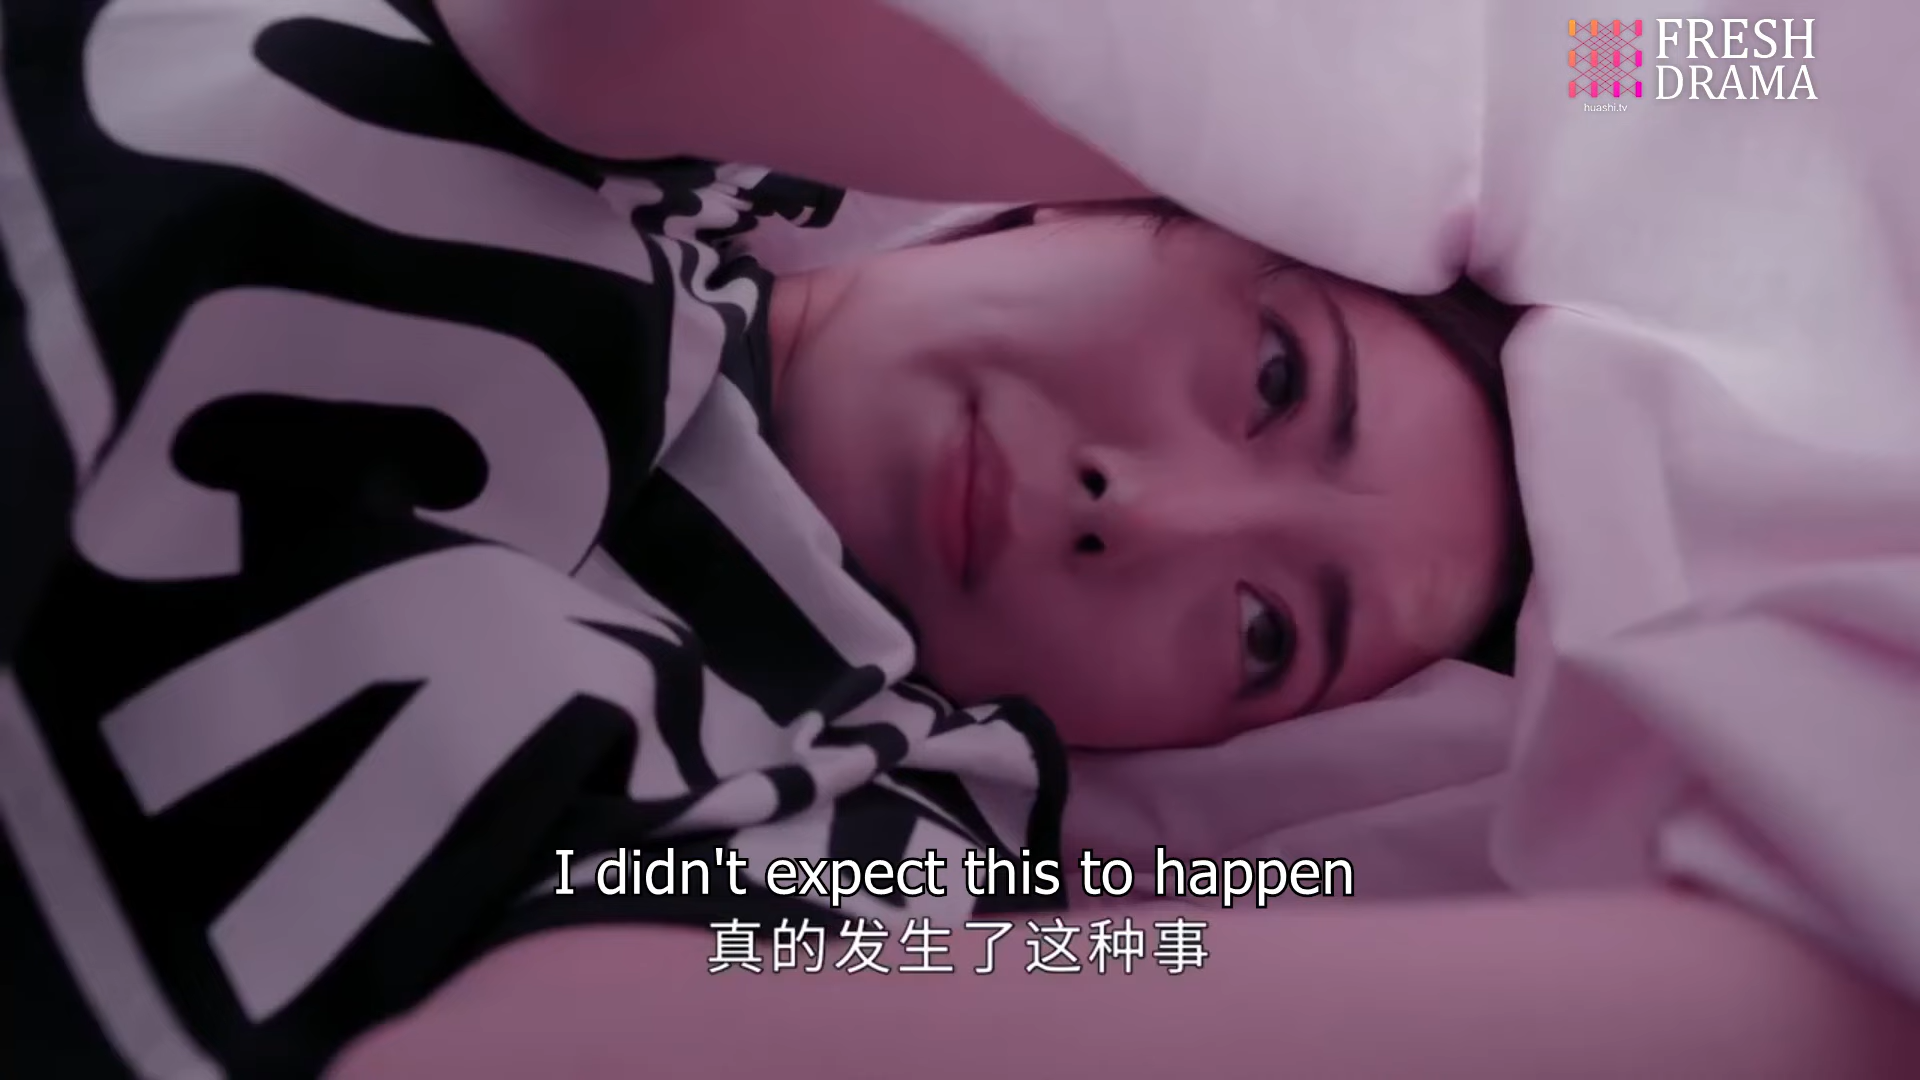 FRESH
DRAMA
huashi.tv
I didn't expect this to happen
真的发生了这种事